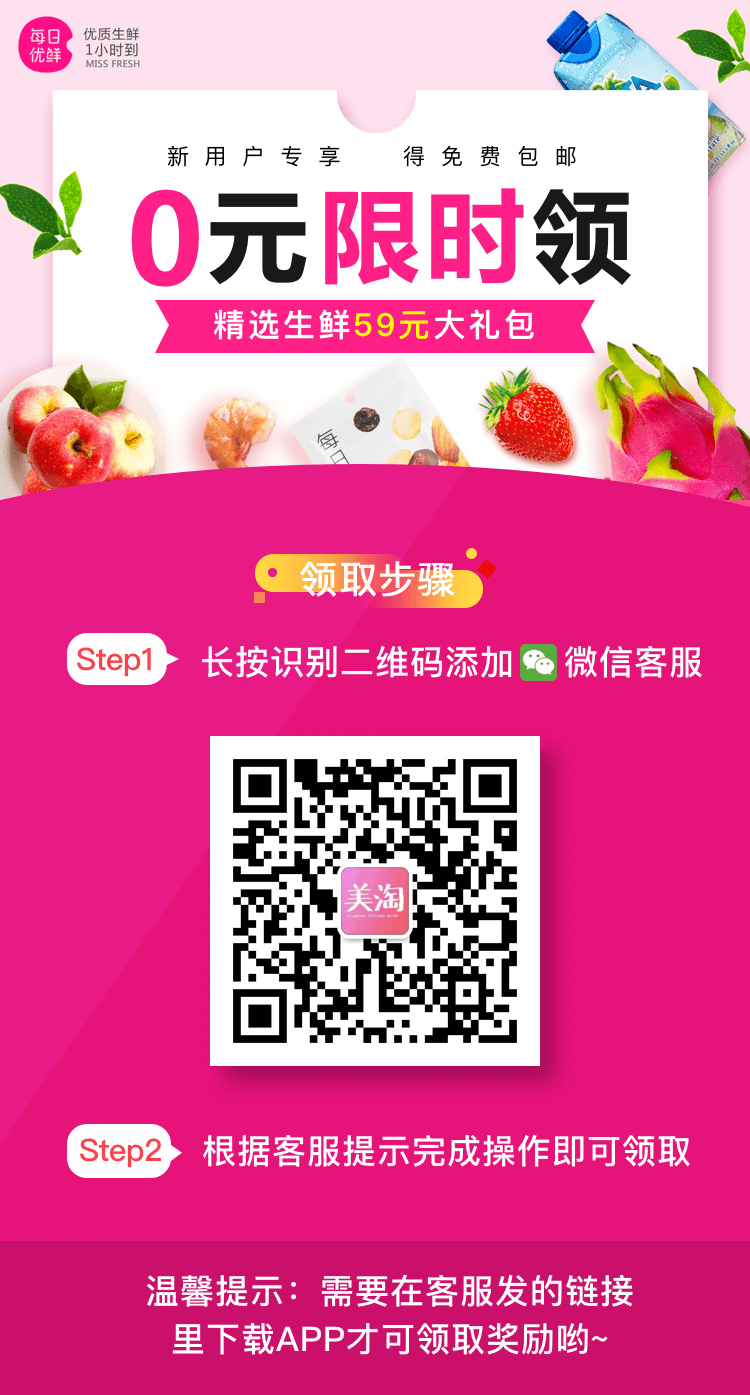 每日
优鲜
优质生鲜
1小时到
MISS FRESH
新用户专享 得免费包邮
0元限时领
精选生鲜59元大礼包
每日
领取步骤
Step1
长按识别二维码添加 微信客服
美淘
Step2
根据客服提示完成操作即可领取
温馨提示：需要在客服发的链接
里下载APP才可领取奖励哟~